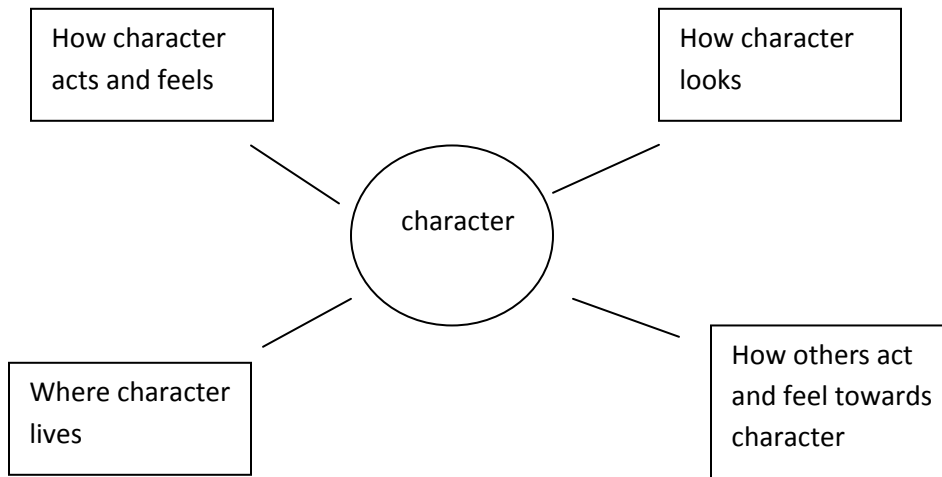 How character
acts and feels
How character
looks
character
Where character
lives
How others act
and feel towards
character